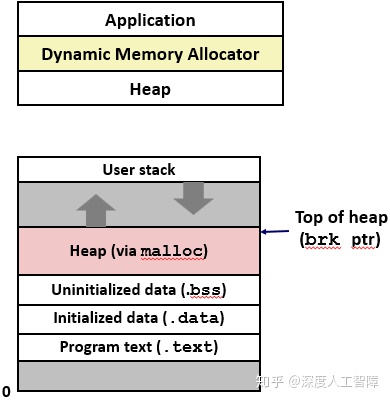 Application
Dynamic Memory Allocator
Heap
User stack
Top of heap
(brk ptr)
Heap (via malloc)
Uninitialized data (.bss)
Initialized data (.data)
Program text (.text)
0
知乎 @深度人工智障